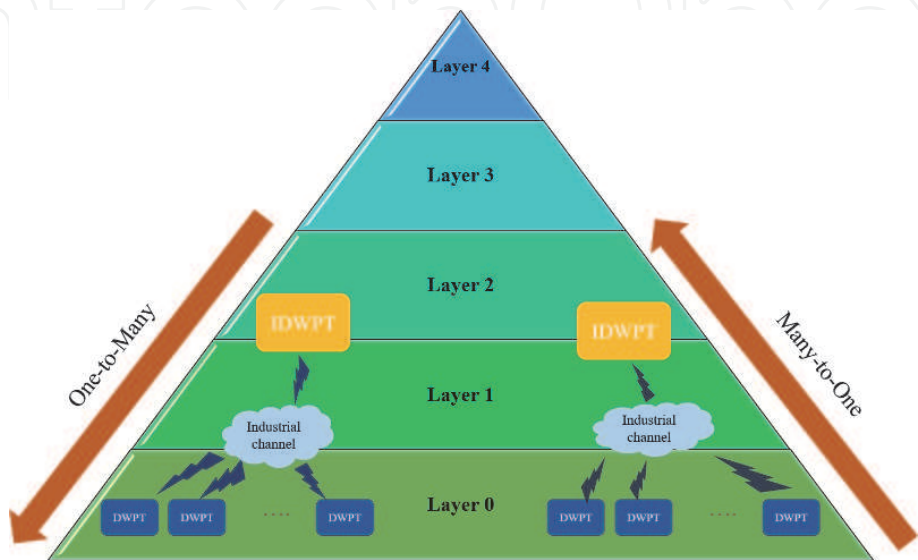 Layer 4
Layer 3
Layer 2
IDWPT
IDWPT
One-to-Many
Many-to-One
Layer 1
Industrial
channel
Industrial
channel
Layer 0
DWPT
DWPT
....
DWPT
DWPT
DWPT
....
DWPT